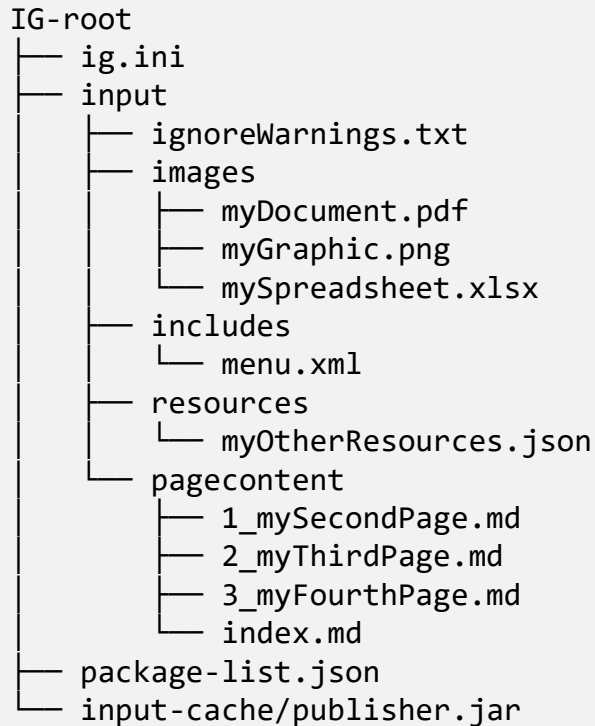 IG-root
├── ig.ini
├── input
│   ├── ignoreWarnings.txt
│   ├── images
│   │   ├── myDocument.pdf
│   │   ├── myGraphic.png
│   │   └── mySpreadsheet.xlsx
│   ├── includes
│   │   └── menu.xml
│   ├── resources
│   │   └── myOtherResources.json
│   └── pagecontent
│       ├── 1_mySecondPage.md
│       ├── 2_myThirdPage.md
│       ├── 3_myFourthPage.md
│       └── index.md
├── package-list.json
└── input-cache/publisher.jar